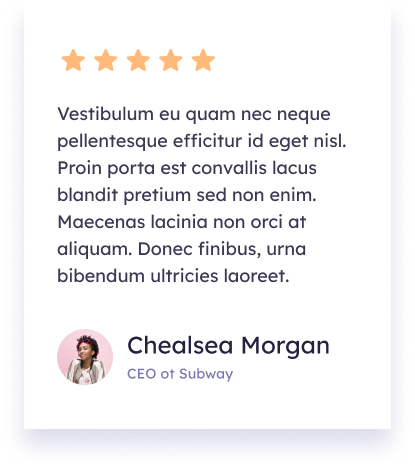 Vestibulum eu quam nec neque
pellentesque efficitur id eget nisl.
Proin porta est convallis lacus
blandit pretium sed non enim.
Maecenas lacinia non orci at
aliquam. Donec finibus, urna
bibendum ultricies laoreet.
Chealsea Morgan
CEO ot Subway